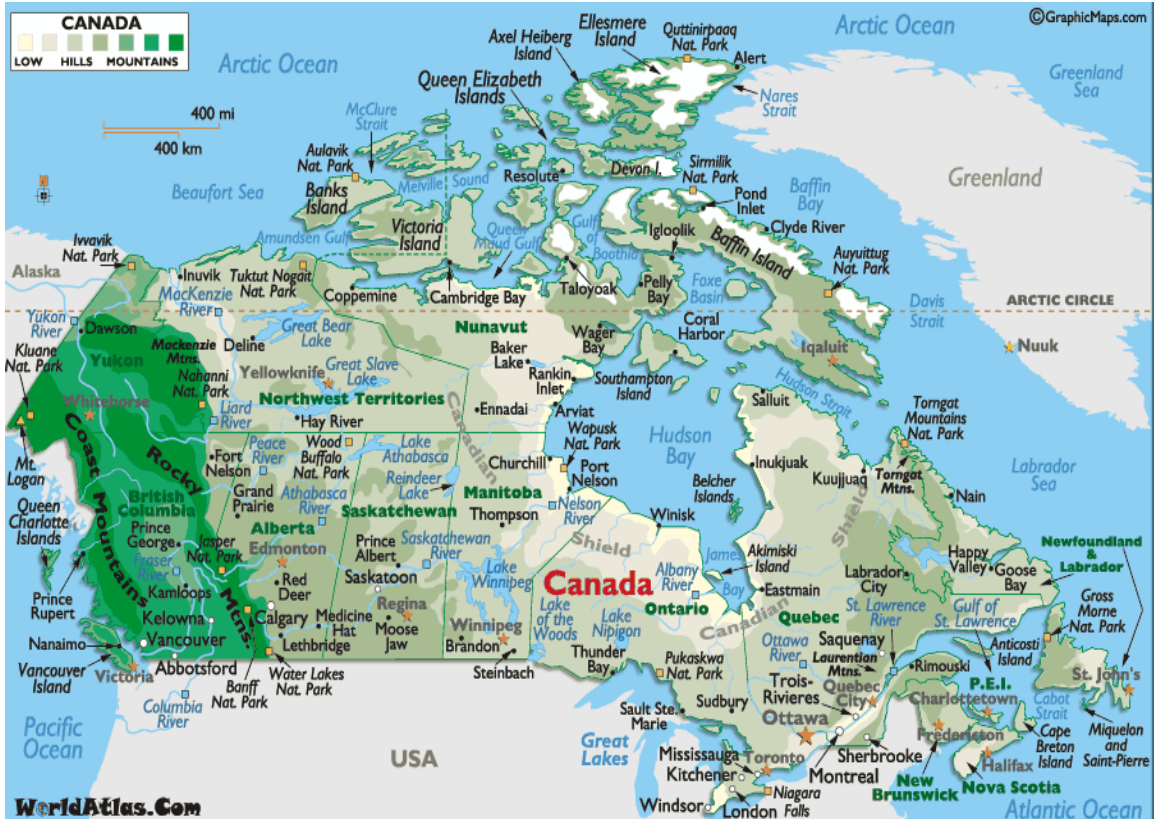 CANADA
LOW HILLS MOUNTAINS
©GraphicMaps.com
Arctic Ocean
Arctic Ocean
Ellesmere
Island
Axel Heiberg
Island
Quttinirpaaq
Nat. Park
Alert
Nares
Strait
Greenland
Sea
Queen Elizabeth
Islands
McClure
Strait
400 mi
400 km
Aulavik
Nat. Park
Banks
Island
Beaufort Sea
Melville Sound
Resolute
Devon I.
Sirmilik
Nat. Park
Pond
Inlet
Baffin
Bay
Greenland
Victoria
Island
Queen
Maud Gulf
Gulf
of
Boothia
Igloolik
Clyde River
Baffin Island
Auyuittug
Nat. Park
Amundsen Gulf
Ivvavik
Nat. Park
Alaska
Inuvik
Tuktut Nogait
Nat. Park
Coppemine
Cambridge Bay
Taloyoak
Pelly
Bay
Foxe
Basin
Davis
Strait
ARCTIC CIRCLE
MacKenzie
River
Yukon
River
Dawson
Great Bear
Lake
Deline
Nunavut
Wager
Bay
Coral
Harbor
Iqaluit
Nuuk
Kluane
Nat. Park
Yukon
Mackenzie
Mtns.
Nahanni
Nat. Park
Yellowknife
Great Slave
Lake
Baker
Lake
Rankin
Inlet
Southampton
Island
Hudson Strait
Whitehorse
Northwest Territories
Liard
River
Hay River
Ennadai
Arviat
Wapusk
Nat. Park
Salluit
Torngat
Mountains
Nat. Park
Mt.
Logan
Coast
Mountains
Rocky
Mtns.
Fort
Nelson
Peace
River
Wood
Buffalo
Nat. Park
Lake
Athabasca
Reindeer
Lake
Canadian
Shield
Churchill
Port
Nelson
Hudson
Bay
Inukjuak
Kuujjuaq
Torngat
Mtns.
Labrador
Sea
Queen
Charlotte
Islands
British
Columbia
Grand
Prairie
Athabasca
River
Alberta
Saskatchewan
Manitoba
Thompson
Nelson
River
Winisk
Belcher
Islands
Nain
Prince
George
Jasper
Nat. Park
Edmonton
Prince
Albert
Saskatchewan
River
Fraser
River
Kamloops
Red
Deer
Saskatoon
Lake
Winnipeg
Canada
Albany
River
James
Bay
Akimiski
Island
Eastmain
Canadian
Shield
Labrador
City
Happy
Valley
Goose
Bay
Newfoundland
&
Labrador
Prince
Rupert
Kelowna
Calgary
Medicine
Hat
Regina
Moose
Jaw
Winnipeg
Lake
of the
Woods
Lake
Nipigon
Ontario
Quebec
St. Lawrence
River
Gulf of
St. Lawrence
Gros
Morne
Nat. Park
Anticosti
Island
Nanaimo
Vancouver
Lethbridge
Brandon
Steinbach
Thunder
Bay
Pukaskwa
Nat. Park
Ottawa
River
Saquenay
Laurentian
Mtns.
Rimouski
Vancouver
Island
Victoria
Abbotsford
Banff
Nat. Park
Water Lakes
Nat. Park
Trois-
Rivieres
Quebec
City
P.E.I.
Charlottetown
Cabot
Strait
St. John's
Columbia
River
Sault Ste.
Marie
Sudbury
Ottawa
Fredericton
Cape
Breton
Island
Miquelon
and
Saint-Pierre
Pacific
Ocean
USA
Great
Lakes
Mississauga
Kitchener
Toronto
Montreal
Sherbrooke
Halifax
New
Brunswick
Nova Scotia
Windsor
London
Niagara
Falls
Atlantic Ocean
WorldAtlas.Com